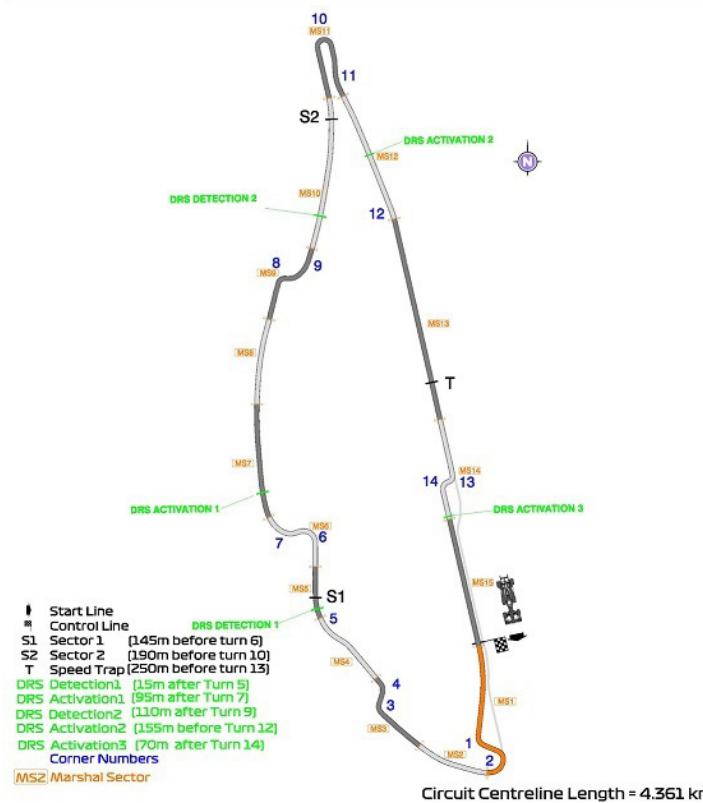 10
MS11
11
S2
DRS ACTIVATION 2
MS12
N
MS10
DRS DETECTION 2
12
8
9
MS9
MS13
MS8
T
MS7
14
MS14
13
DRS ACTIVATION 1
DRS ACTIVATION 3
MS6
7
6
MS15
MS5
S1
DRS DETECTION 1
5
MS4
4
3
MS3
MS1
1
MS2
2
Start Line
Control Line
S1 Sector 1 (145m before turn 6)
S2 Sector 2 (190m before turn 10)
T Speed Trap (250m before turn 13)
DRS Detection1 (15m after Turn 5)
DRS Activation1 (95m after Turn 7)
DRS Detection2 (110m after Turn 9)
DRS Activation2 (155m before Turn 12)
DRS Activation3 (70m after Turn 14)
Corner Numbers
MS2 Marshal Sector
Circuit Centreline Length = 4.361 km